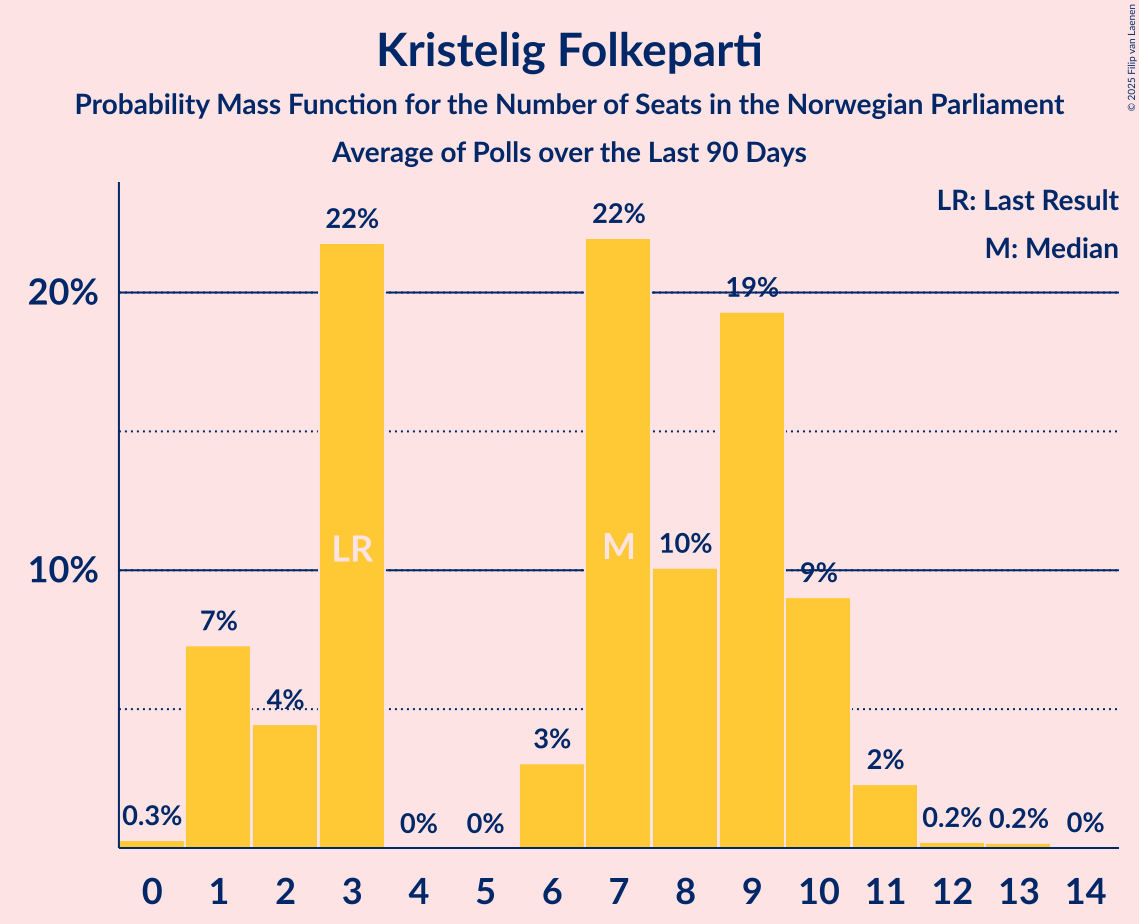 Kristelig Folkeparti
Probability Mass Function for the Number of Seats in the Norwegian Parliament
Average of Polls over the Last 90 Days
© 2025 Filip van Laenen
LR: Last Result
M: Median
20%
10%
0.3%
7%
4%
22%
0%
0%
3%
22%
10%
19%
9%
2%
0.2%
0.2%
0%
LR
M
0 1 2 3 4 5 6 7 8 9 10 11 12 13 14